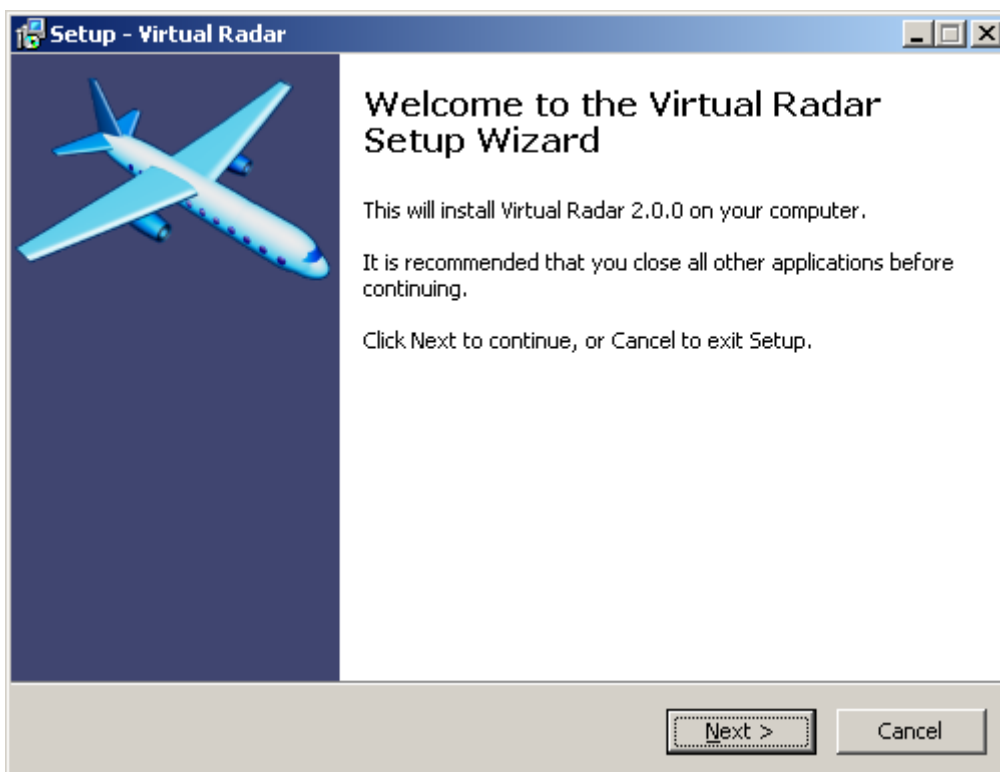 Setup - Virtual Radar
Welcome to the Virtual Radar
Setup Wizard
This will install Virtual Radar 2.0.0 on your computer.
It is recommended that you close all other applications before
continuing.
Click Next to continue, or Cancel to exit Setup.
Next >
Cancel